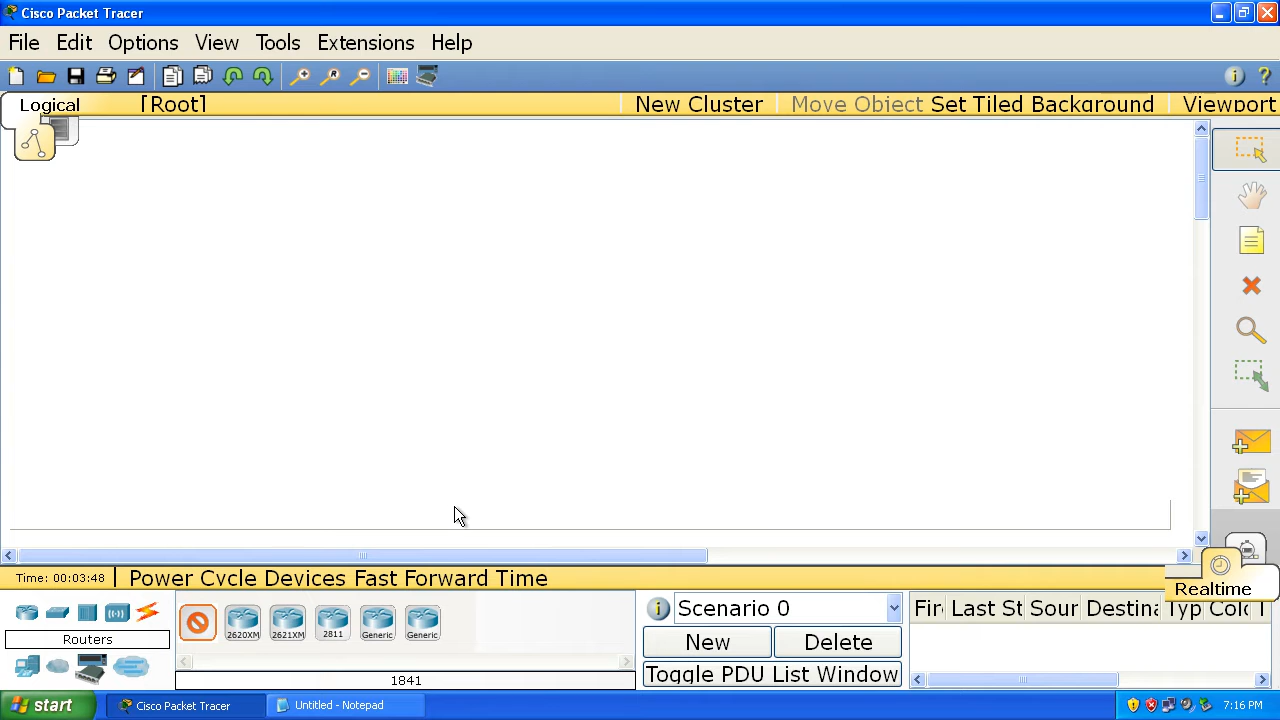 Cisco Packet Tracer
File Edit Options View Tools Extensions Help
Logical [Root] New Cluster Move Object Set Tiled Background Viewport
Time: 00:03:48 Power Cycle Devices Fast Forward Time
Realtime
2620XM 2621XM 2811 Generic Generic
Routers
1841
Scenario 0
New Delete
Toggle PDU List Window
Fir Last St Sour Destina Typ Colo T
start Cisco Packet Tracer Untitled - Notepad 7:16 PM